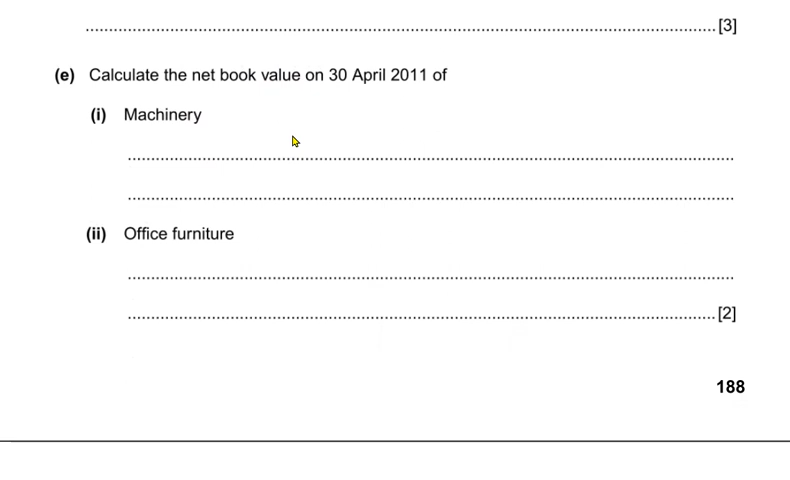 ........................................................................................................................................[3]
(e) Calculate the net book value on 30 April 2011 of
(i) Machinery
...................................................................................................................................
...................................................................................................................................
(ii) Office furniture
...................................................................................................................................
...............................................................................................................................[2]
188